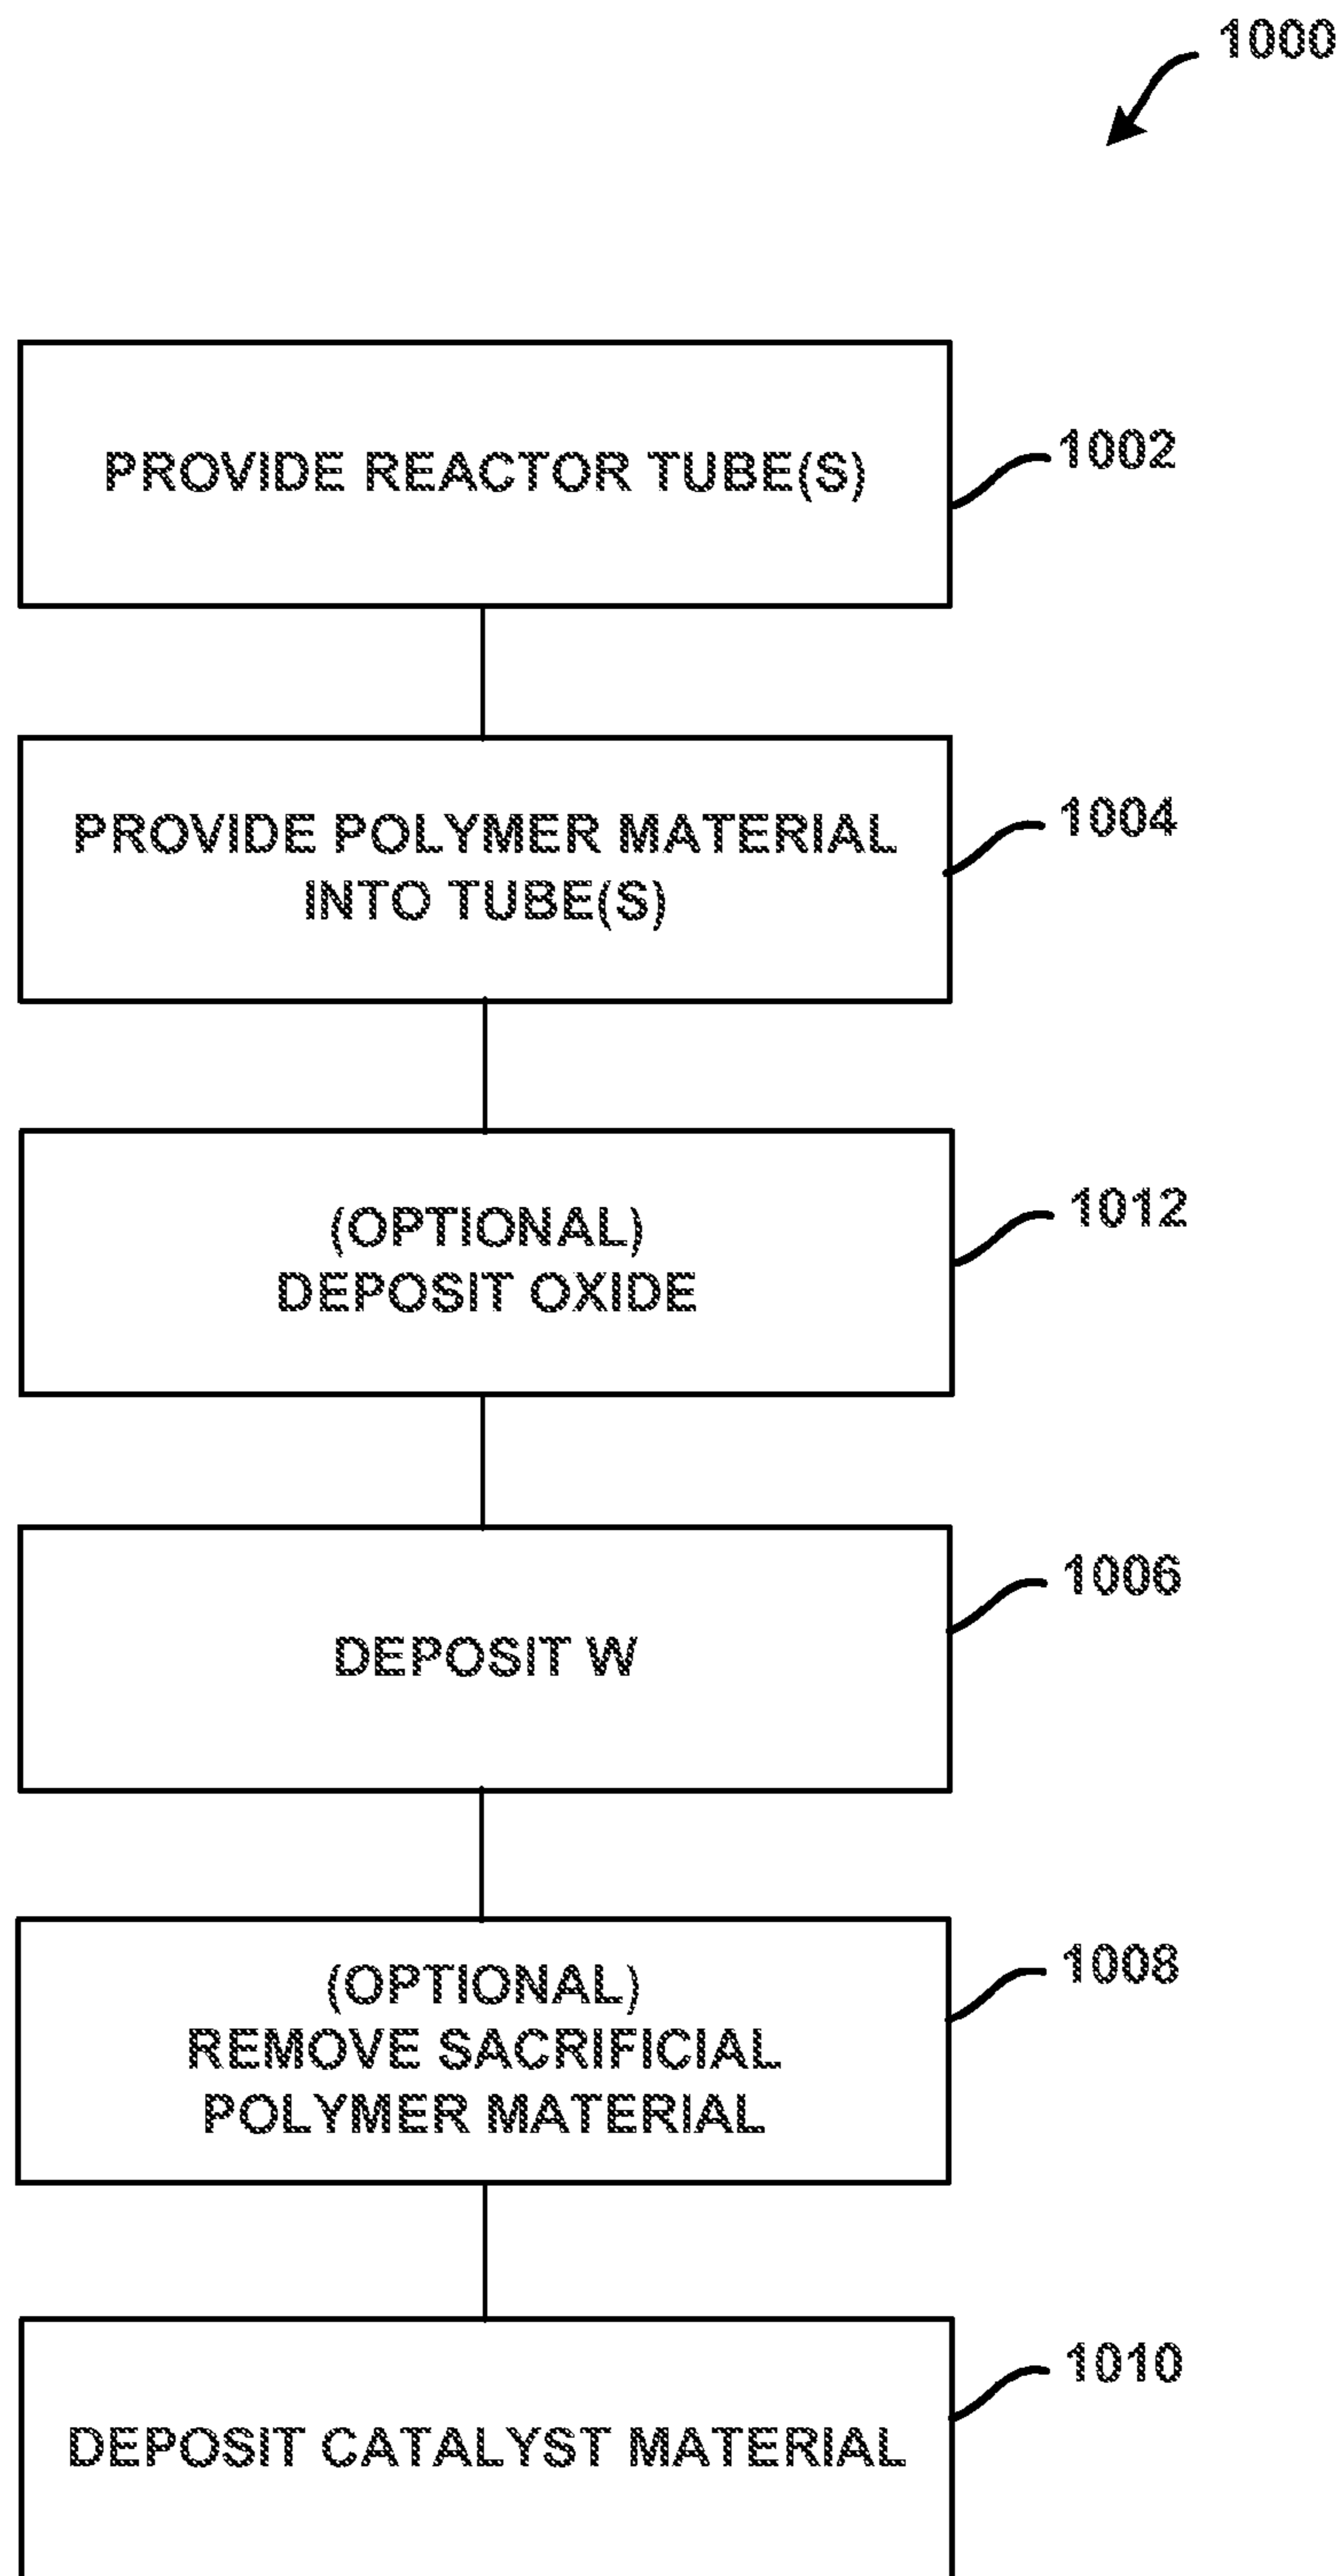 1000
PROVIDE REACTOR TUBE(S)
1002
PROVIDE POLYMER MATERIAL
INTO TUBE(S)
1004
(OPTIONAL)
DEPOSIT OXIDE
1012
DEPOSIT W
1006
(OPTIONAL)
REMOVE SACRIFICIAL
POLYMER MATERIAL
1008
DEPOSIT CATALYST MATERIAL
1010